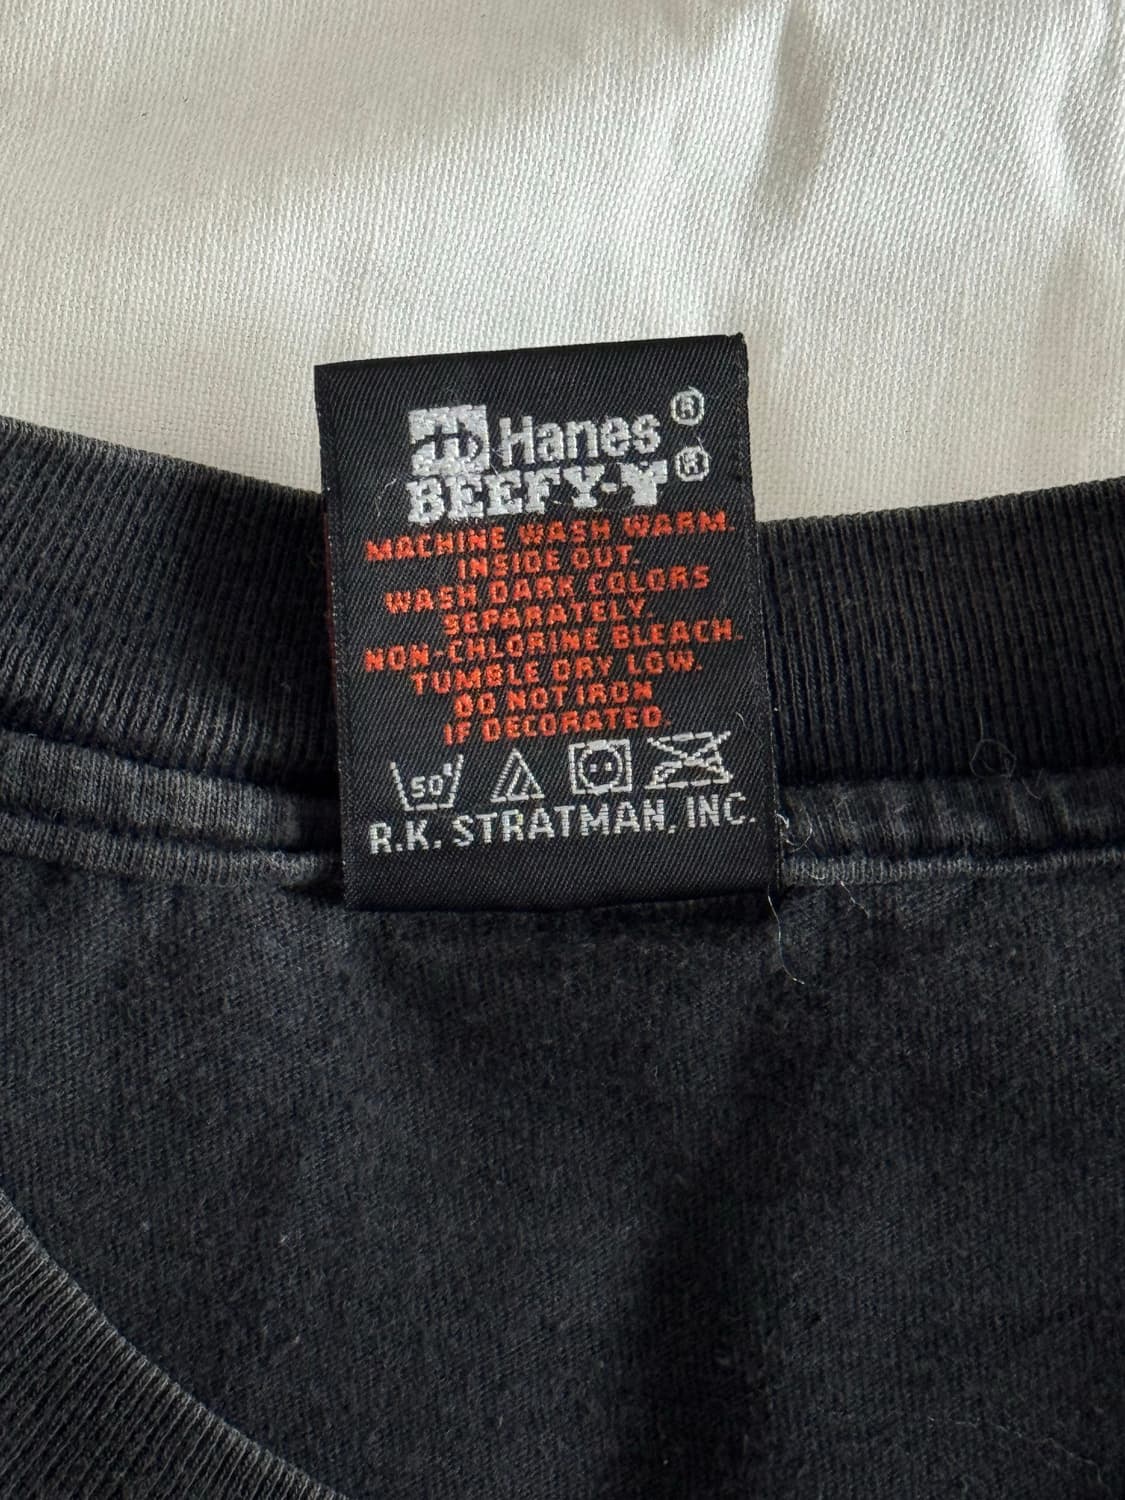 Hanes®
BEEFY-T®
MACHINE WASH WARM.
INSIDE OUT.
WASH DARK COLORS
SEPARATELY.
NON-CHLORINE BLEACH.
TUMBLE DRY LOW.
DO NOT IRON
IF DECORATED.
50°
R.K. STRATMAN, INC.